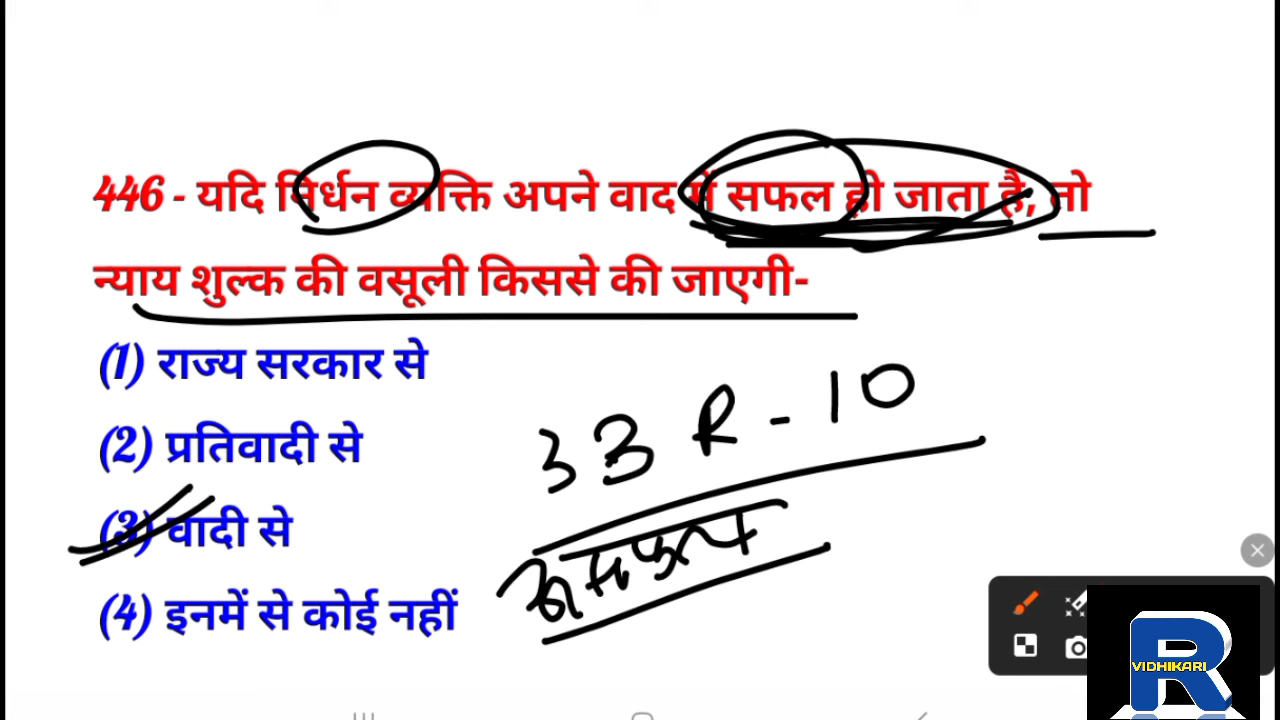 446 - यदि निर्धन व्यक्ति अपने वाद में सफल हो जाता है, तो
न्याय शुल्क की वसूली किससे की जाएगी-
(1) राज्य सरकार से
(2) प्रतिवादी से
(3) वादी से
(4) इनमें से कोई नहीं
33 R - 10
असफल
R
VIDHIKARI